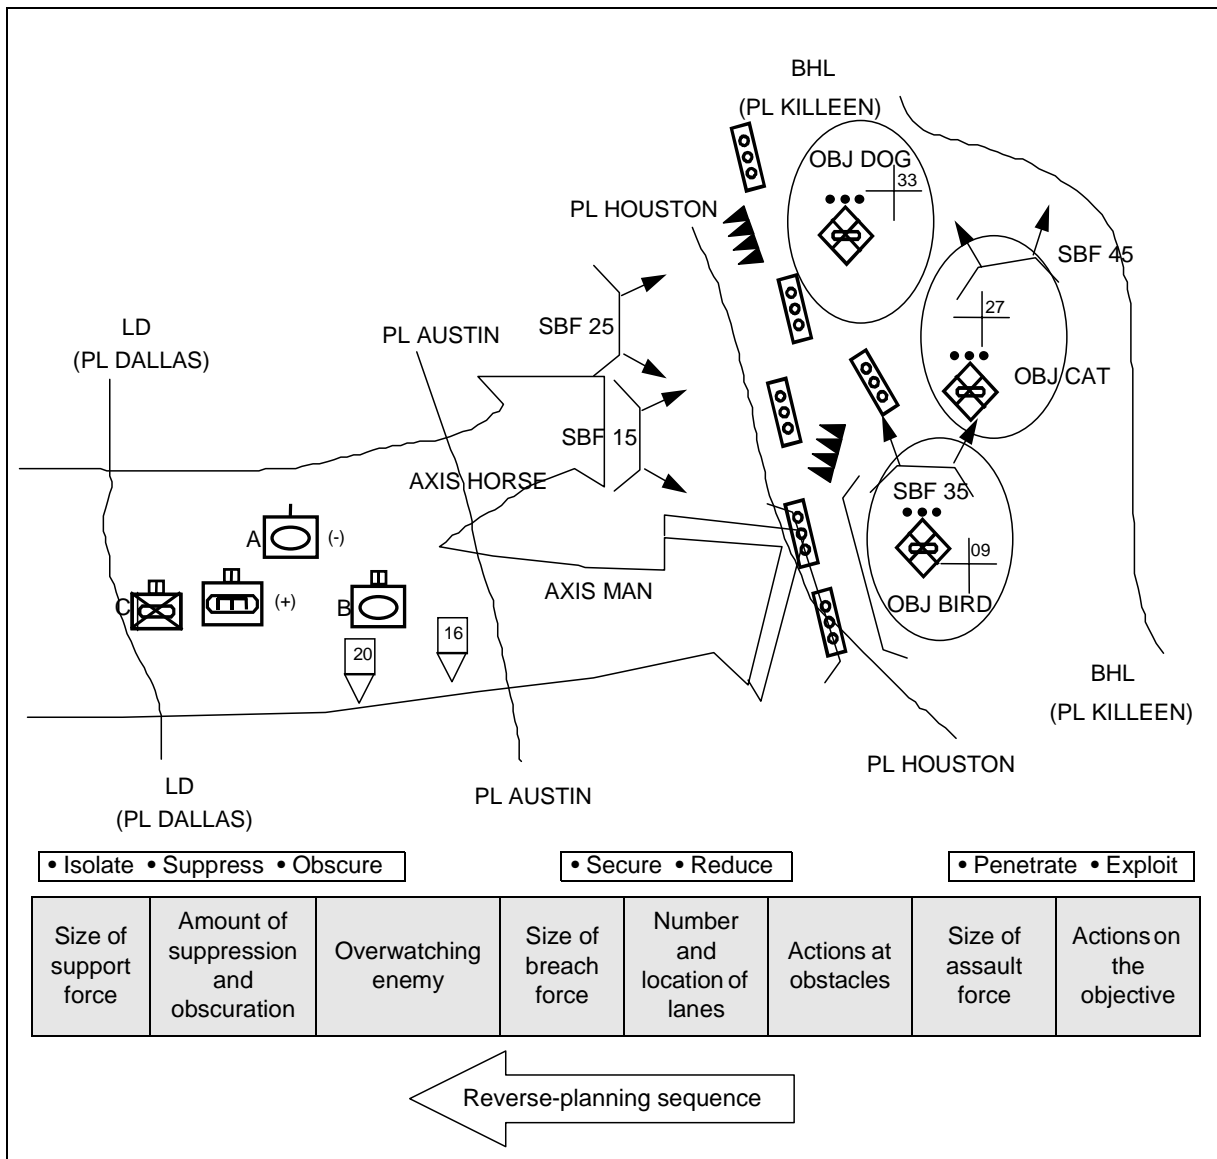 BHL
(PL KILLEEN)
OBJ DOG
33
PL HOUSTON
SBF 45
LD
(PL DALLAS)
PL AUSTIN
SBF 25
27
OBJ CAT
SBF 15
AXIS HORSE
SBF 35
A
(-)
09
C
(+)
B
AXIS MAN
OBJ BIRD
20
16
BHL
(PL KILLEEN)
PL HOUSTON
LD
(PL DALLAS)
PL AUSTIN
• Isolate • Suppress • Obscure
• Secure • Reduce
• Penetrate • Exploit
Size of
support
force
Amount of
suppression
and
obscuration
Overwatching
enemy
Size of
breach
force
Number
and
location of
lanes
Actions at
obstacles
Size of
assault
force
Actions on
the
objective
Reverse-planning sequence